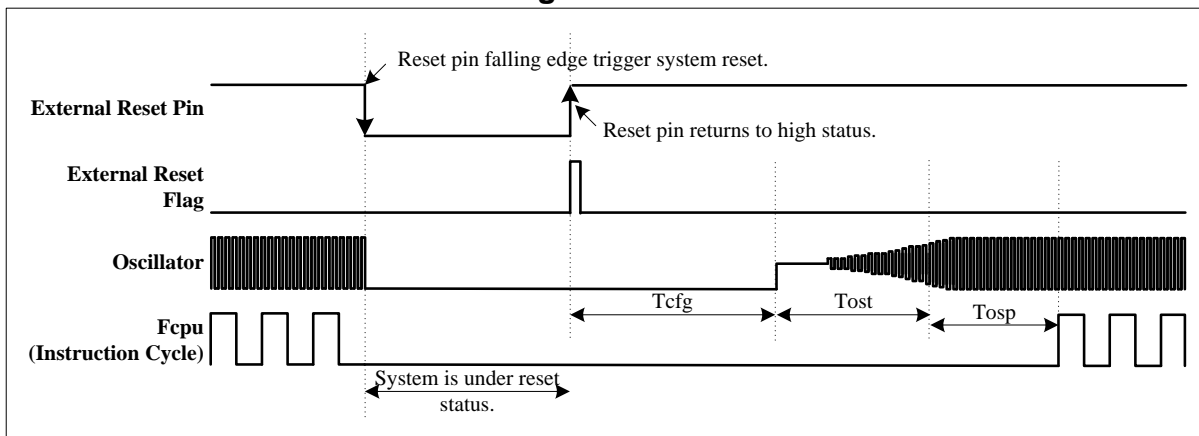 Reset pin falling edge trigger system reset.
External Reset Pin
Reset pin returns to high status.
External Reset
Flag
Oscillator
Tcfg
Tost
Tosp
Fcpu
(Instruction Cycle)
System is under reset
status.